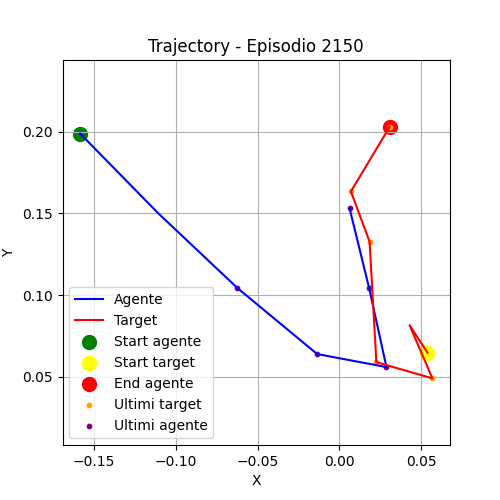 Trajectory - Episodio 2150
Y
0.20
0.15
0.10
0.05
Agente
Target
Start agente
Start target
End agente
Ultimi target
Ultimi agente
−0.15
−0.10
−0.05
0.00
0.05
X